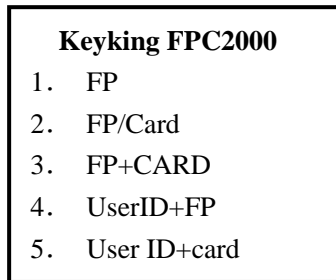 Keyking FPC2000
1. FP
2. FP/Card
3. FP+CARD
4. UserID+FP
5. User ID+card